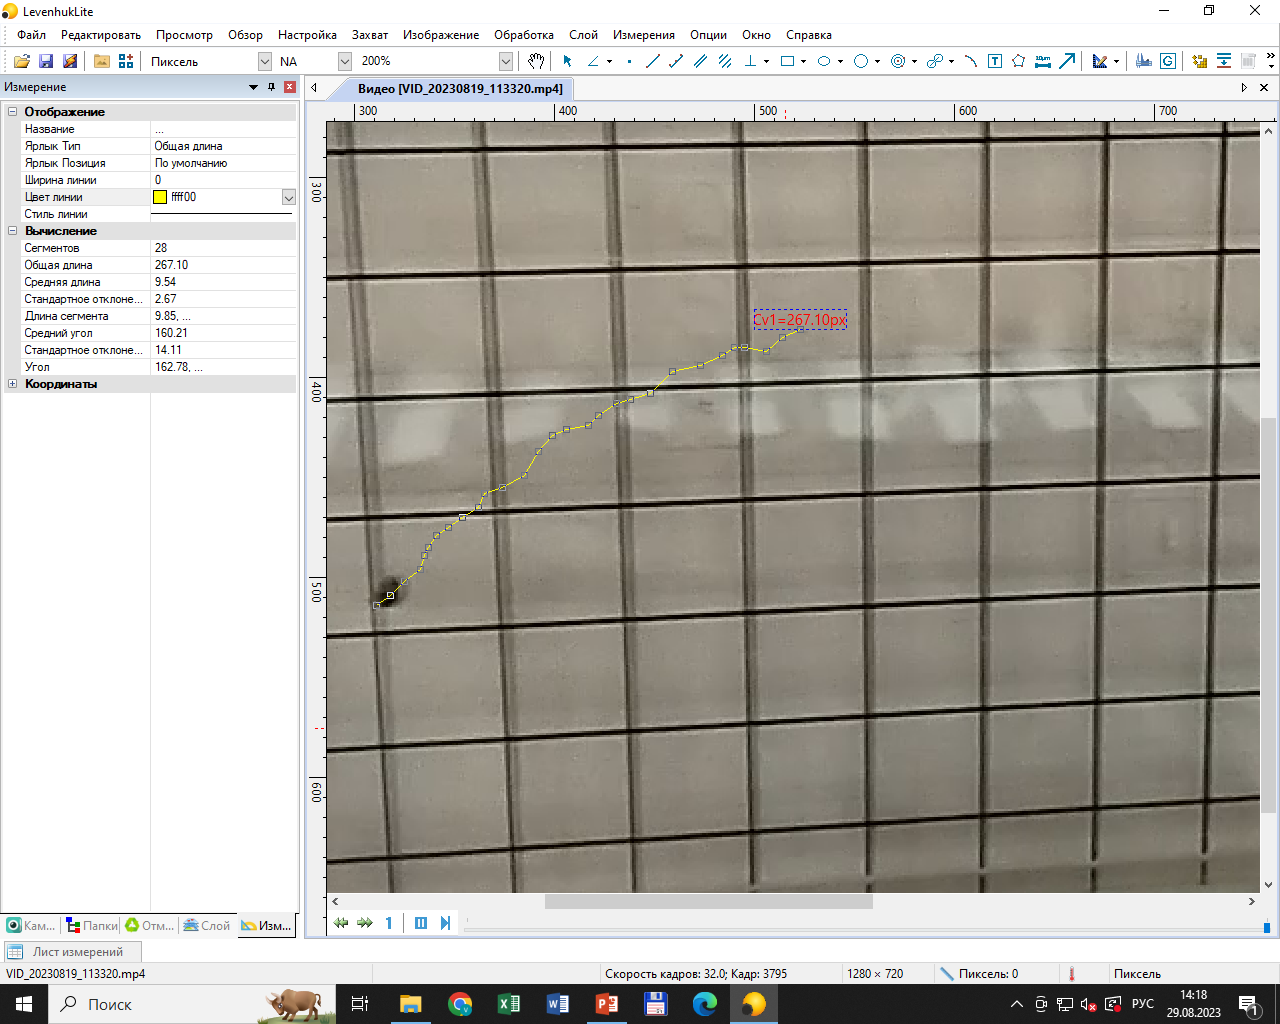 LevenhukLite
Файл Редактировать Просмотр Обзор Настройка Захват Изображение Обработка Слой Измерения Опции Окно Справка
Пиксель NA 200%
Измерение
Видео [VID_20230819_113320.mp4]
300 400 500 600 700
Отображение
Название ...
Ярлык Тип Общая длина
Ярлык Позиция По умолчанию
Ширина линии 0
Цвет линии ffff00
Стиль линии
Вычисление
Сегментов 28
Общая длина 267.10
Средняя длина 9.54
Стандартное отклоне... 2.67
Длина сегмента 9.85, ...
Средний угол 160.21
Стандартное отклоне... 14.11
Угол 162.78, ...
Координаты
300
400
500
600
Cv1=267.10px
Кам... Папки Отм... Слой Изм...
1
Лист измерений
VID_20230819_113320.mp4 Скорость кадров: 32.0; Кадр: 3795 1280 × 720 Пиксель: 0 Пиксель
Поиск
РУС
14:18
29.08.2023
1